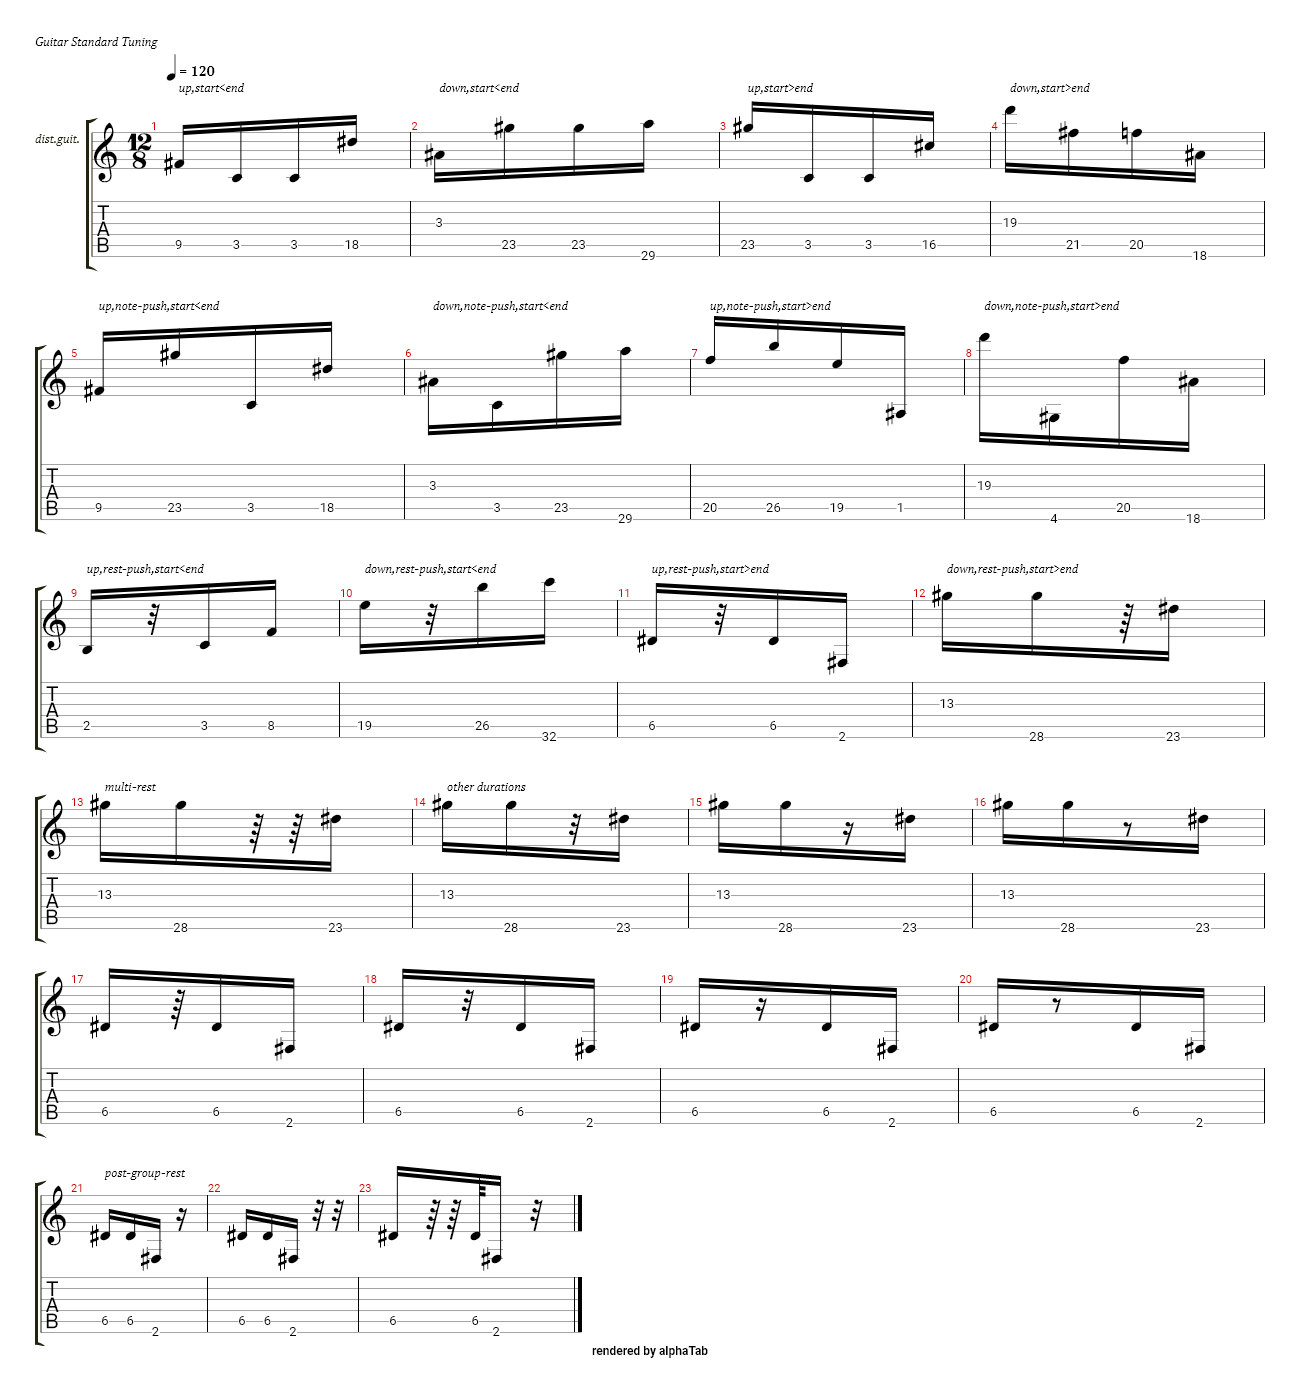 Guitar Standard Tuning
= 120
up,start<end down,start<end up,start>end down,start>end
dist.guit. 1 12 8 2 3 4
T 3 19
A
B 9 3 3 18 23 23 23 3 3 16 21 20
29 18
up,note-push,start<end down,note-push,start<end up,note-push,start>end down,note-push,start>end
5 6 7 8
T 3 19
A
B 9 23 3 18 3 23 20 26 19 1 20
29 4 18
up,rest-push,start<end down,rest-push,start<end up,rest-push,start>end down,rest-push,start>end
9 10 11 12
T 13
A
B 2 3 8 19 26 6 6
32 2 28 23
multi-rest other durations
13 14 15 16
T 13 13 13 13
A
B
28 23 28 23 28 23 28 23
17 18 19 20
T
A
B 6 6 6 6 6 6 6 6
2 2 2 2
post-group-rest
21 22 23
T
A
B 6 6 6 6 6 6
2 2 2
rendered by alphaTab